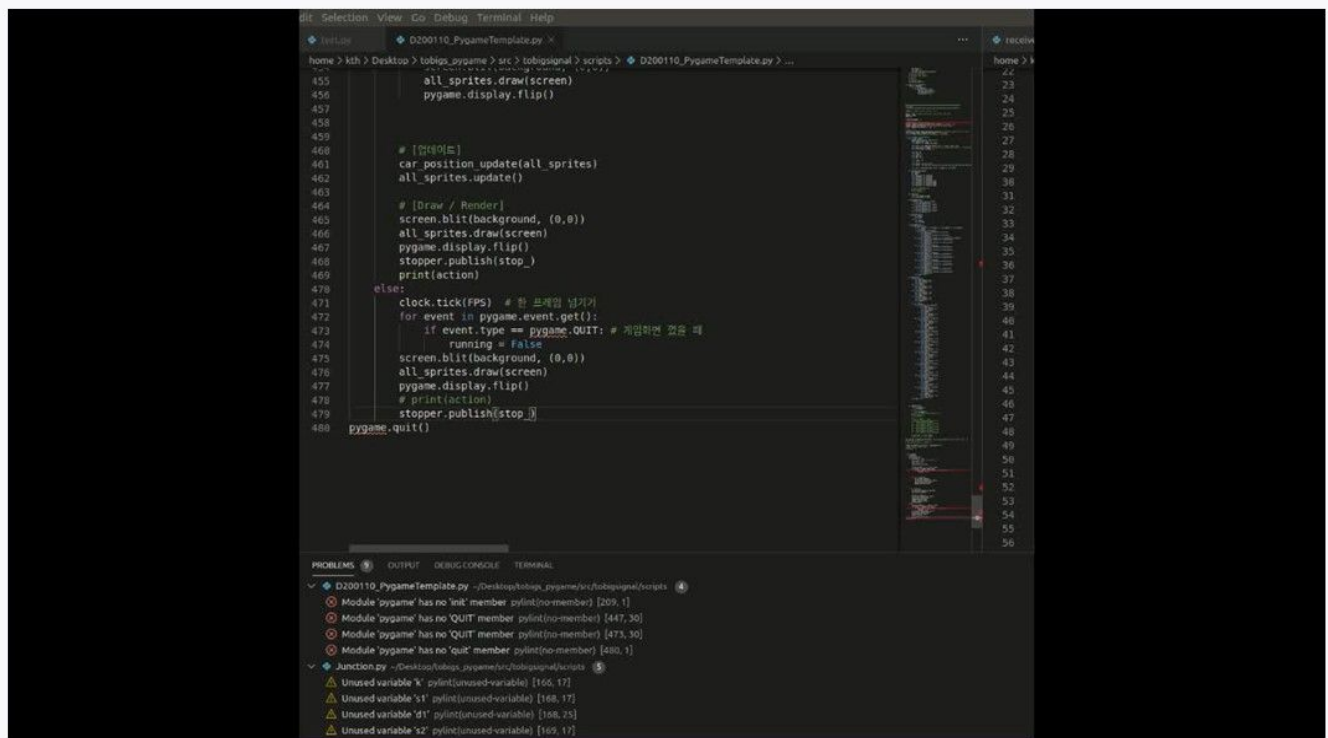 dit Selection View Go Debug Terminal Help
test.py D200110_PygameTemplate.py × ··· receive
home > kth > Desktop > tobigs_pygame > src > tobigsignal > scripts > D200110_PygameTemplate.py > ... home > k
455 all_sprites.draw(screen)
456 pygame.display.flip()
457
458
459
460 # [업데이트]
461 car_position_update(all_sprites)
462 all_sprites.update()
463
464 # [Draw / Render]
465 screen.blit(background, (0,0))
466 all_sprites.draw(screen)
467 pygame.display.flip()
468 stopper.publish(stop_)
469 print(action)
470 else:
471 clock.tick(FPS) # 한 프레임 넘기기
472 for event in pygame.event.get():
473 if event.type == pygame.QUIT: # 게임화면 껐을 때
474 running = False
475 screen.blit(background, (0,0))
476 all_sprites.draw(screen)
477 pygame.display.flip()
478 # print(action)
479 stopper.publish(stop_)
480 pygame.quit()
22
23
24
25
26
27
28
29
30
31
32
33
34
35
36
37
38
39
40
41
42
43
44
45
46
47
48
49
50
51
52
53
54
55
56
PROBLEMS 9 OUTPUT DEBUG CONSOLE TERMINAL
D200110_PygameTemplate.py ~/Desktop/tobigs_pygame/src/tobigsignal/scripts 4
Module 'pygame' has no 'init' member pylint(no-member) [209, 1]
Module 'pygame' has no 'QUIT' member pylint(no-member) [447, 30]
Module 'pygame' has no 'QUIT' member pylint(no-member) [473, 30]
Module 'pygame' has no 'quit' member pylint(no-member) [480, 1]
Junction.py ~/Desktop/tobigs_pygame/src/tobigsignal/scripts 5
Unused variable 'k' pylint(unused-variable) [166, 17]
Unused variable 's1' pylint(unused-variable) [168, 17]
Unused variable 'd1' pylint(unused-variable) [168, 25]
Unused variable 's2' pylint(unused-variable) [169, 17]